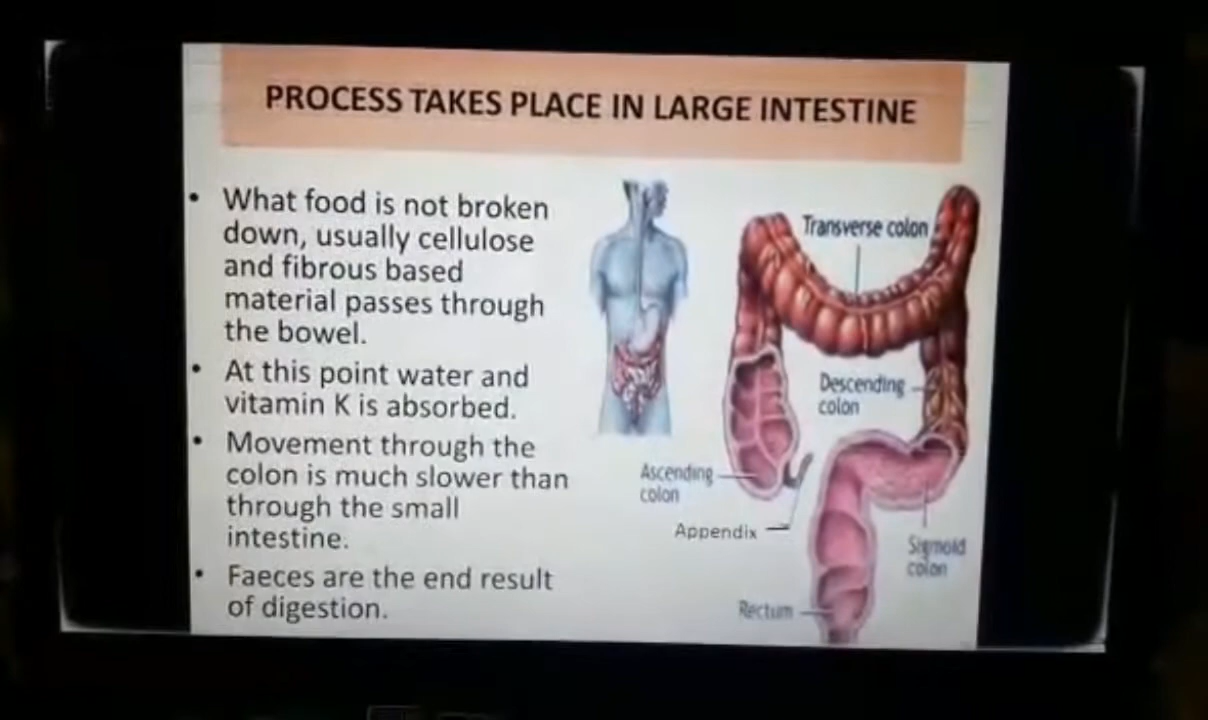 PROCESS TAKES PLACE IN LARGE INTESTINE
• What food is not broken
down, usually cellulose
and fibrous based
material passes through
the bowel.
• At this point water and
vitamin K is absorbed.
• Movement through the
colon is much slower than
through the small
intestine.
• Faeces are the end result
of digestion.
Transverse colon
Descending
colon
Ascending
colon
Appendix
Sigmoid
colon
Rectum